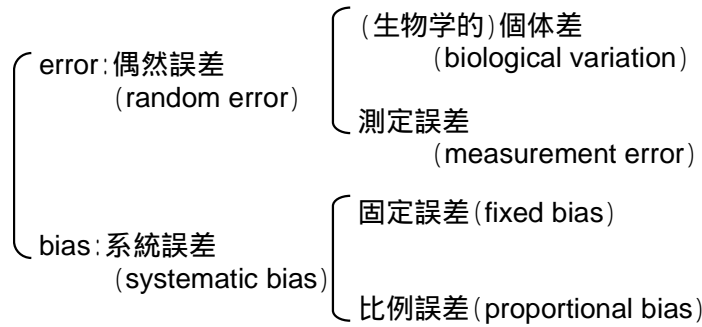 error:偶然誤差
(random error)
(生物学的)個体差
(biological variation)
測定誤差
(measurement error)
bias:系統誤差
(systematic bias)
固定誤差(fixed bias)
比例誤差(proportional bias)